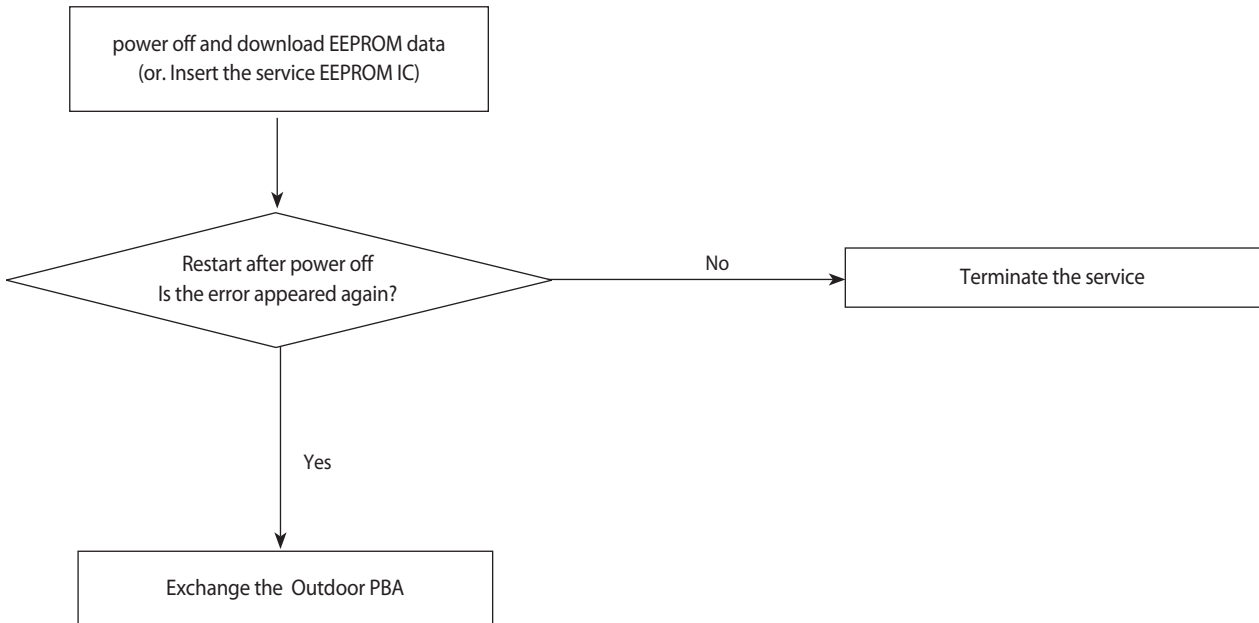 power off and download EEPROM data
(or. Insert the service EEPROM IC)
Restart after power off
Is the error appeared again?
No
Terminate the service
Yes
Exchange the Outdoor PBA